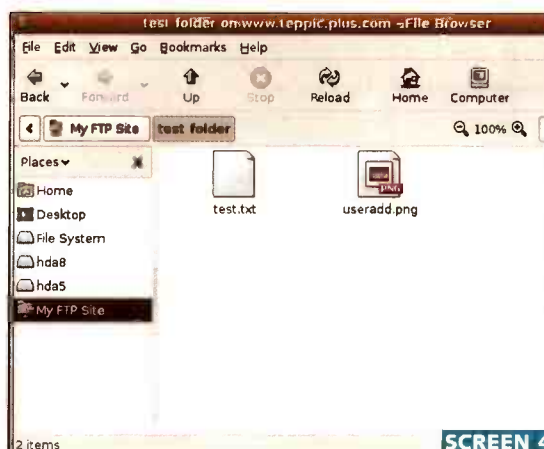 test folder on www.teppic.plus.com - File Browser
File Edit View Go Bookmarks Help
Back Forward Up Stop Reload Home Computer
My FTP Site test folder 100%
Places
Home
Desktop
File System
hda8
hda5
My FTP Site
test.txt useradd.png
2 items
SCREEN 4